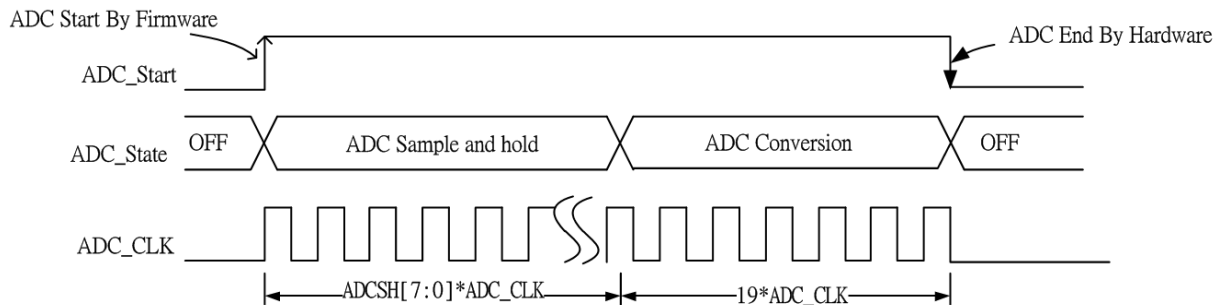 ADC Start By Firmware
ADC End By Hardware
ADC_Start
ADC_State
OFF
ADC Sample and hold
ADC Conversion
OFF
ADC_CLK
ADCSH[7:0]*ADC_CLK
19*ADC_CLK